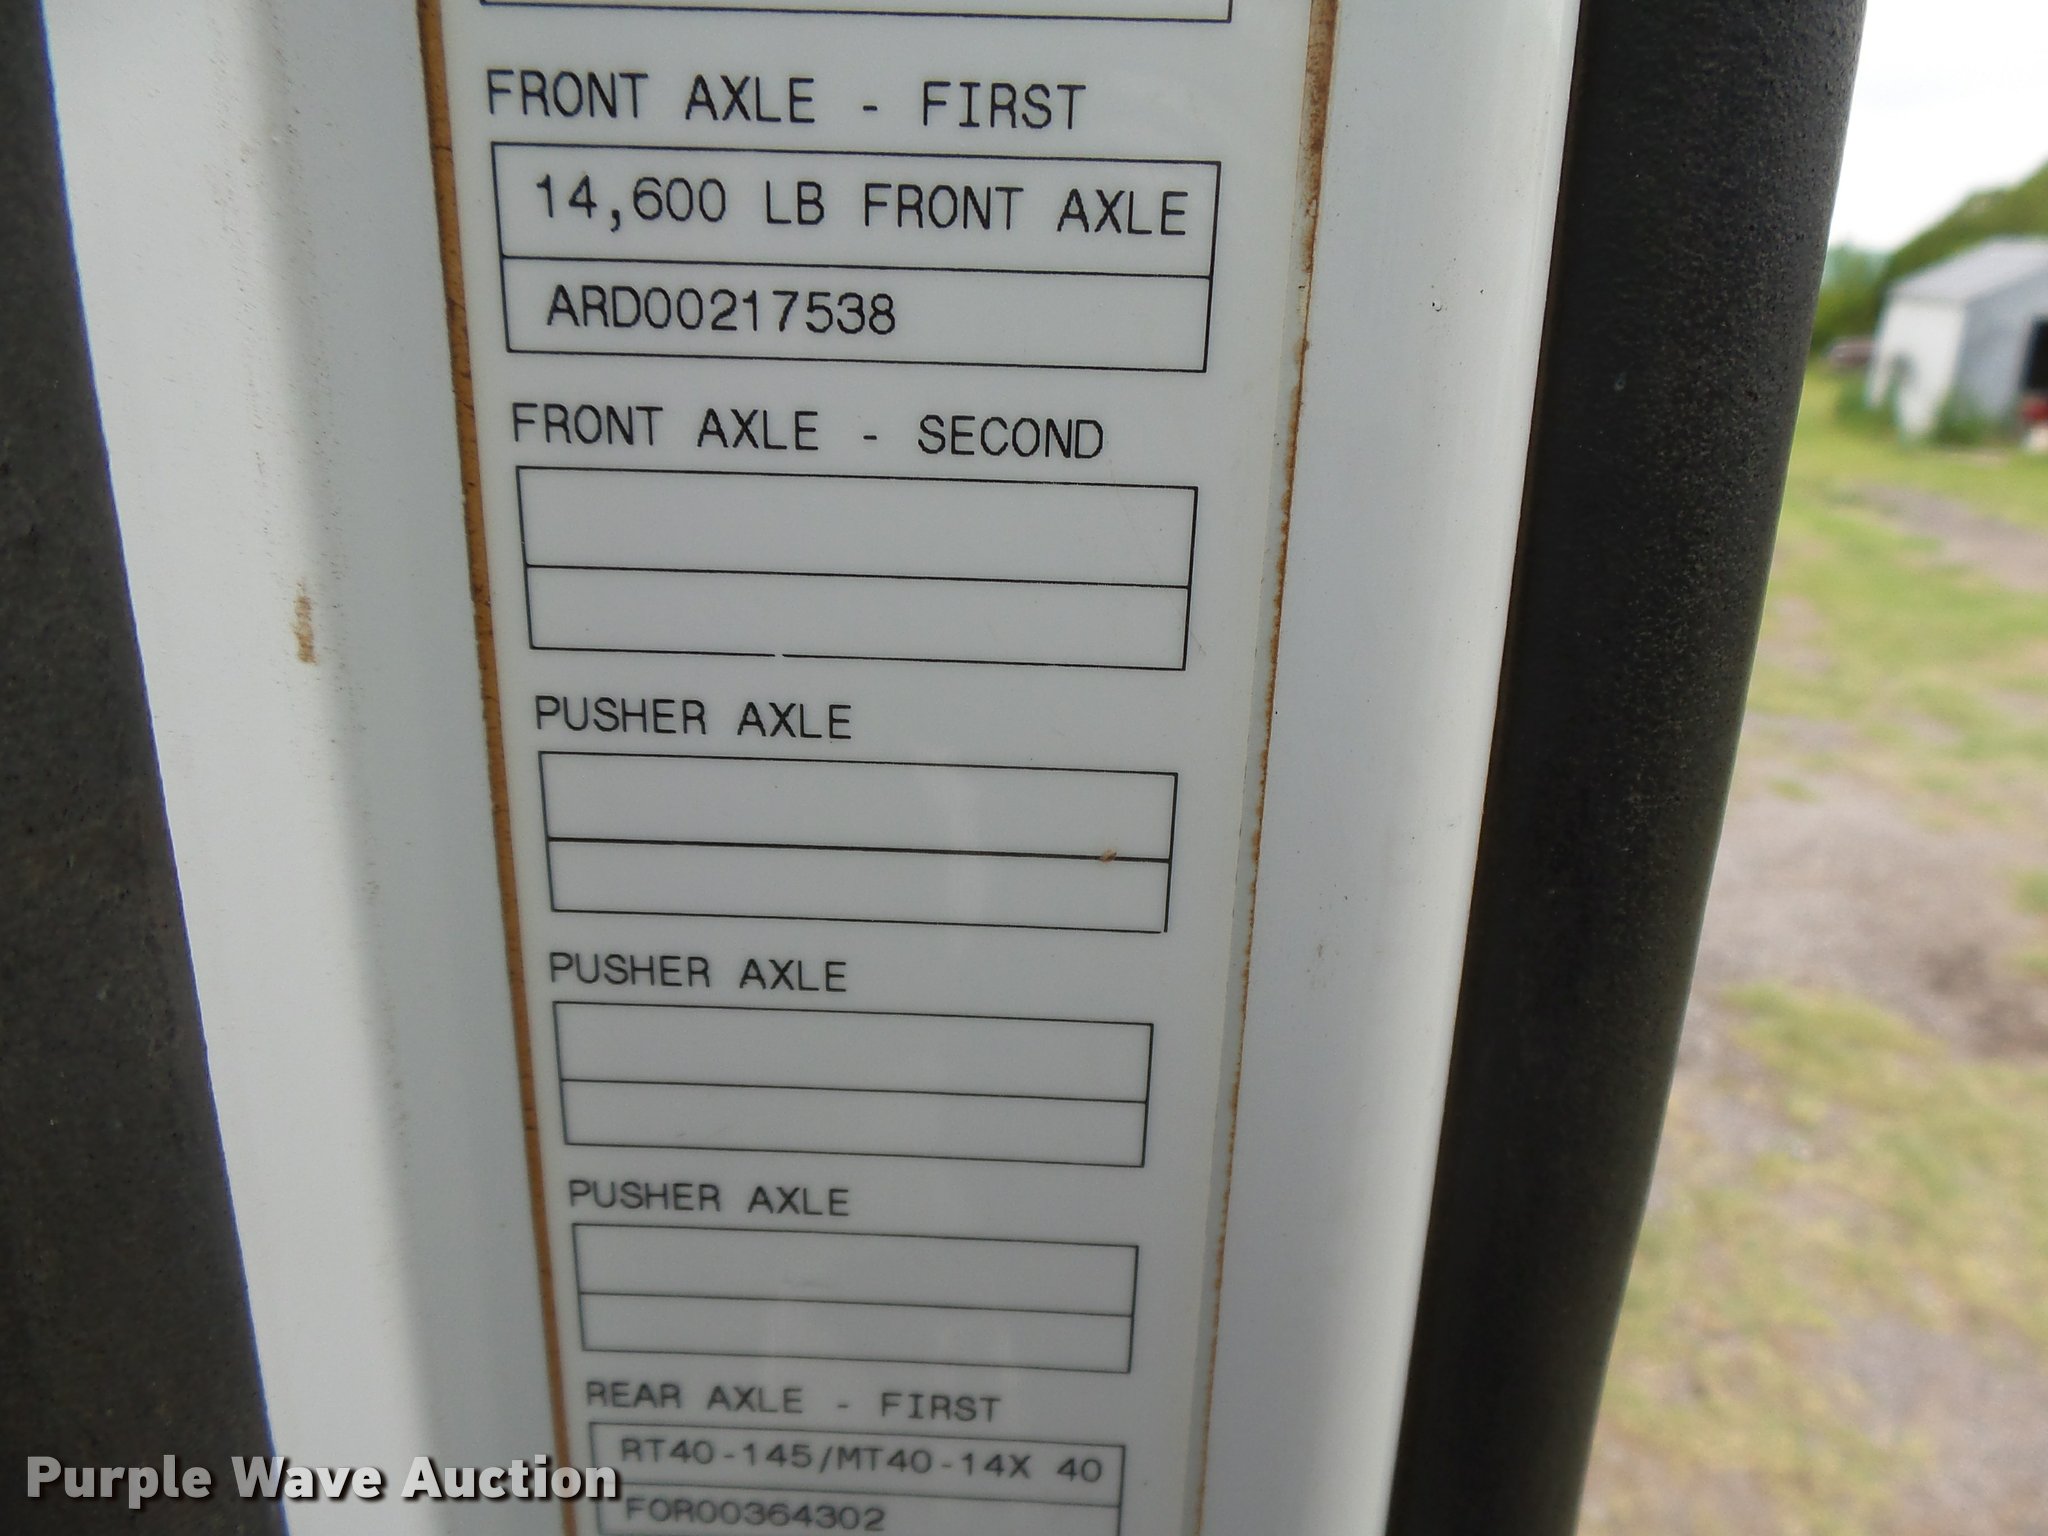 FRONT AXLE - FIRST
14,600 LB FRONT AXLE
ARD00217538
FRONT AXLE - SECOND
PUSHER AXLE
PUSHER AXLE
PUSHER AXLE
REAR AXLE - FIRST
RT40-145/MT40-14X 40
FOR00364302
Purple Wave Auction